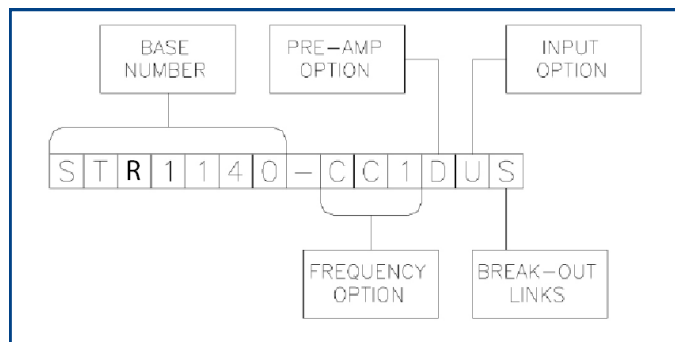 BASE
NUMBER
PRE-AMP
OPTION
INPUT
OPTION
STR1140-CC1DUS
FREQUENCY
OPTION
BREAK-OUT
LINKS